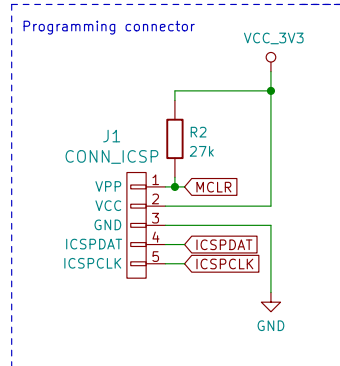 Programming connector
VCC_3V3
R2
27k
J1
CONN_ICSP
VPP 1 MCLR
VCC 2
GND 3
ICSPDAT 4 ICSPDAT
ICSPCLK 5 ICSPCLK
GND